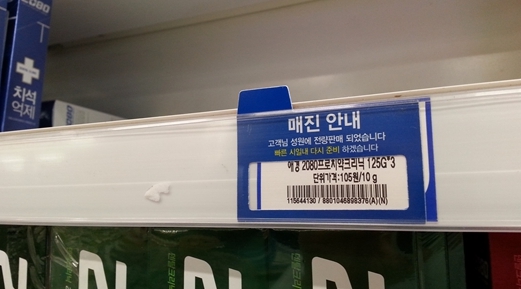 2080
치석
억제
매진 안내
고객님 성원에 전량판매 되었습니다
빠른 시일내 다시 준비 하겠습니다
애경 2080프로치약크리닉 125G*3
단위가격:105원/10 g
115644130 / 8801046898376(A)(N)
N
N
N
N